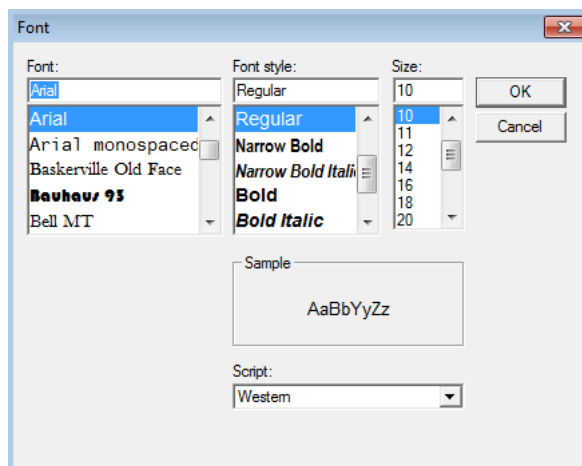 Font
Font:
Arial
Arial
Arial monospaced
Baskerville Old Face
Bauhaus 93
Bell MT
Font style:
Regular
Regular
Narrow Bold
Narrow Bold Itali
Bold
Bold Italic
Size:
10
10
11
12
14
16
18
20
OK
Cancel
Sample
AaBbYyZz
Script:
Western